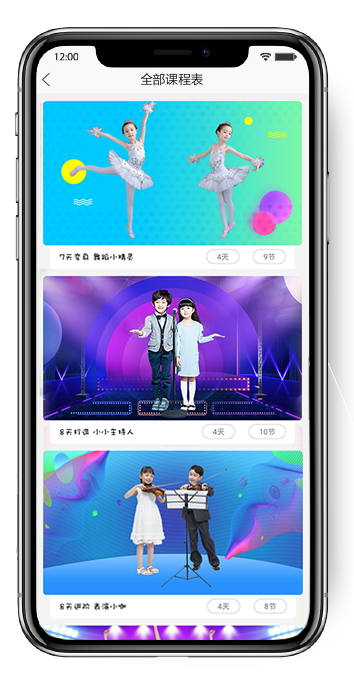 12:00
全部课程表
7天变身 舞蹈小精灵 4天 9节
8天打造 小小主持人 4天 10节
8天进阶 表演小咖 4天 8节